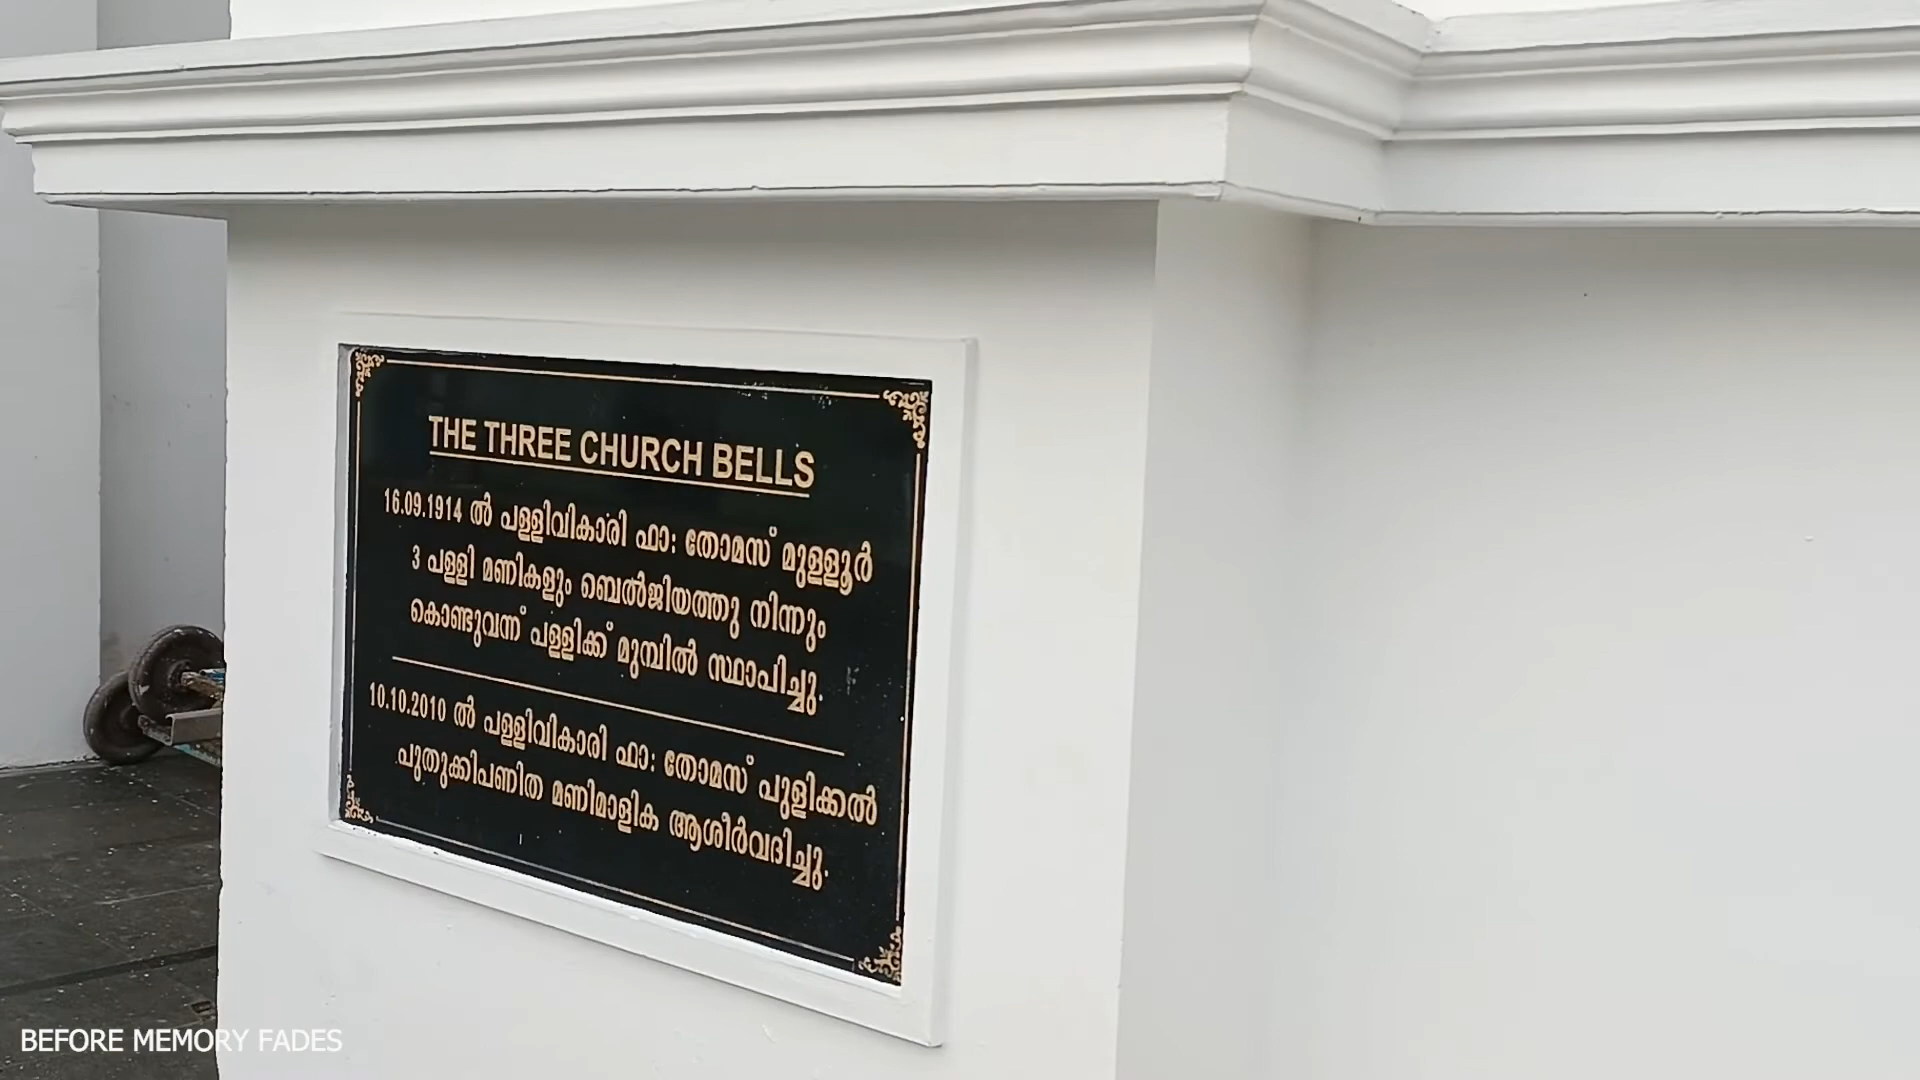 THE THREE CHURCH BELLS
16.09.1914 ൽ പള്ളിവികാരി ഫാ: തോമസ് മുള്ളൂർ
3 പള്ളി മണികളും ബെൽജിയത്തു നിന്നും
കൊണ്ടുവന്ന് പള്ളിക്ക് മുമ്പിൽ സ്ഥാപിച്ചു.
10.10.2010 ൽ പള്ളിവികാരി ഫാ: തോമസ് പുളിക്കൽ
പുതുക്കിപണിത മണിമാളിക ആശീർവദിച്ചു.
BEFORE MEMORY FADES